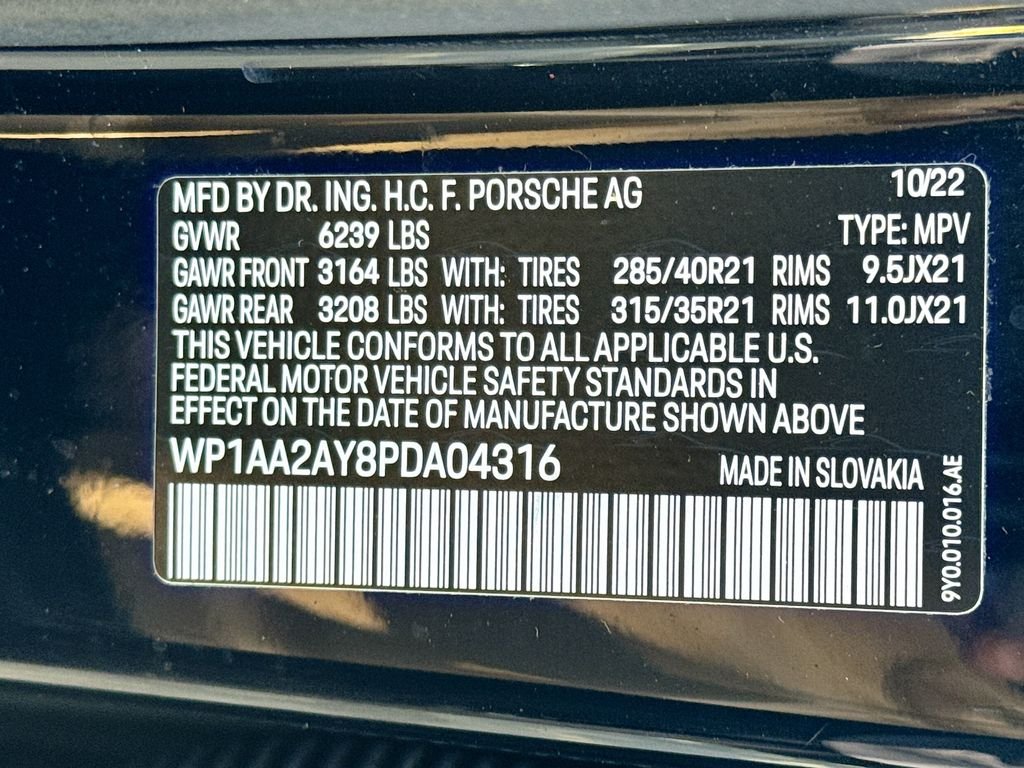 MFD BY DR. ING. H.C. F. PORSCHE AG 10/22
GVWR 6239 LBS TYPE: MPV
GAWR FRONT 3164 LBS WITH: TIRES 285/40R21 RIMS 9.5JX21
GAWR REAR 3208 LBS WITH: TIRES 315/35R21 RIMS 11.0JX21
THIS VEHICLE CONFORMS TO ALL APPLICABLE U.S.
FEDERAL MOTOR VEHICLE SAFETY STANDARDS IN
EFFECT ON THE DATE OF MANUFACTURE SHOWN ABOVE
WP1AA2AY8PDA04316 MADE IN SLOVAKIA
9Y0.010.016.AE